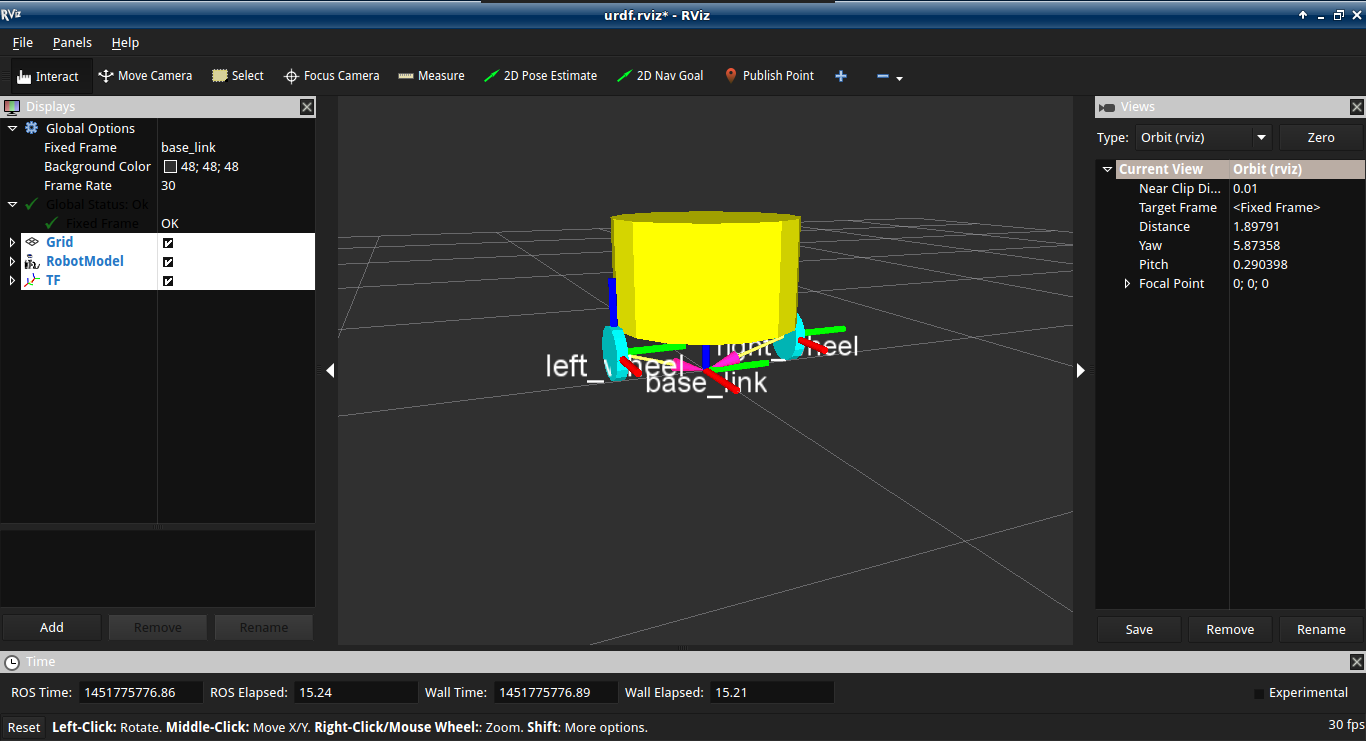 RViz urdf.rviz* - RViz
File Panels Help
Interact Move Camera Select Focus Camera Measure 2D Pose Estimate 2D Nav Goal Publish Point
Displays
Global Options
Fixed Frame base_link
Background Color 48; 48; 48
Frame Rate 30
Global Status: Ok
Fixed Frame OK
Grid
RobotModel
TF
Add Remove Rename
right_wheel
left_wheel
base_link
Views
Type: Orbit (rviz) Zero
Current View Orbit (rviz)
Near Clip Di... 0.01
Target Frame <Fixed Frame>
Distance 1.89791
Yaw 5.87358
Pitch 0.290398
Focal Point 0; 0; 0
Save Remove Rename
Time
ROS Time: 1451775776.86 ROS Elapsed: 15.24 Wall Time: 1451775776.89 Wall Elapsed: 15.21 Experimental
Reset Left-Click: Rotate. Middle-Click: Move X/Y. Right-Click/Mouse Wheel:: Zoom. Shift: More options. 30 fps